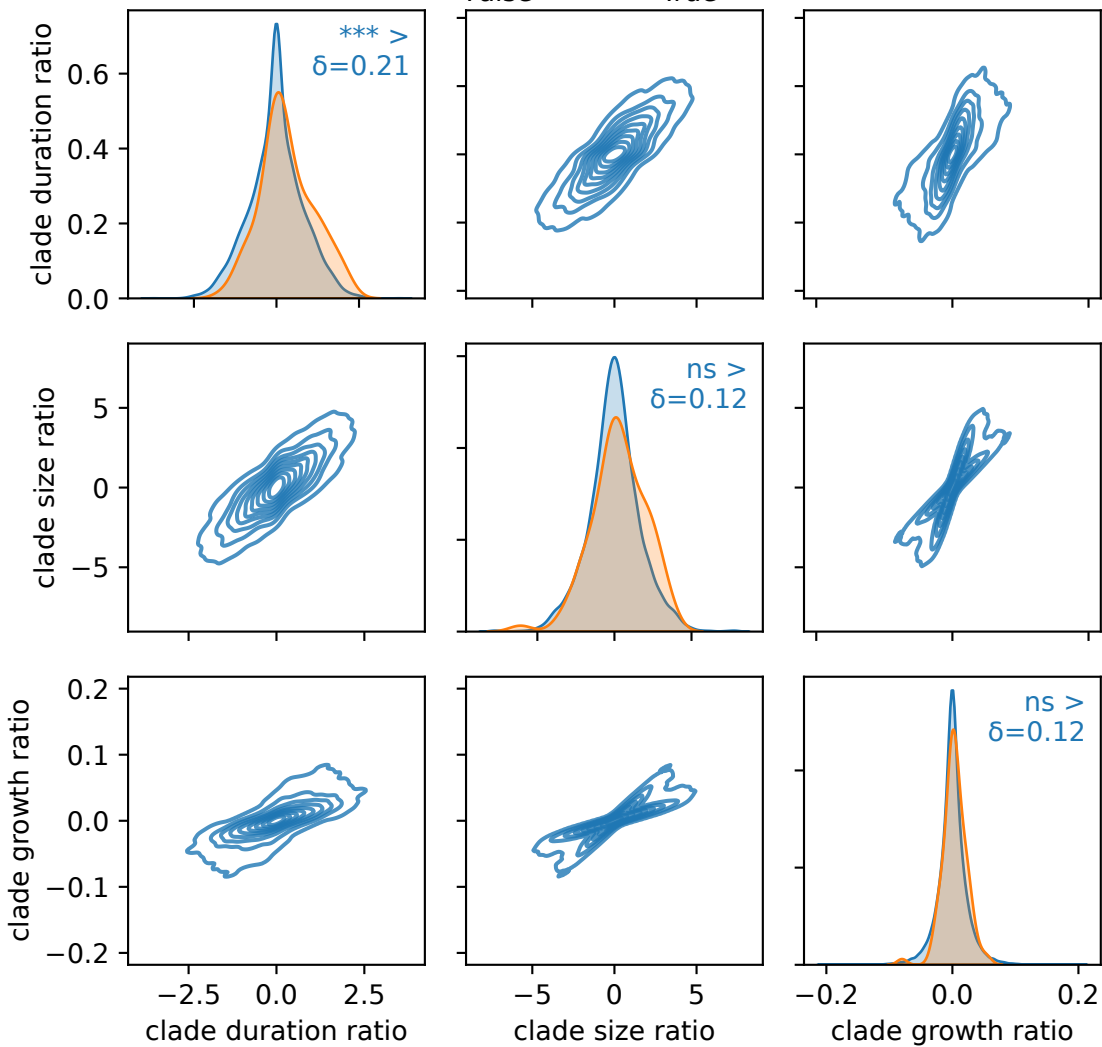 clade duration ratio
0.6
0.4
0.2
0.0
*** >
δ=0.21
clade size ratio
5
0
−5
ns >
δ=0.12
clade growth ratio
0.2
0.1
0.0
−0.1
−0.2
ns >
δ=0.12
−2.5 0.0 2.5
clade duration ratio
−5 0 5
clade size ratio
−0.2 0.0 0.2
clade growth ratio